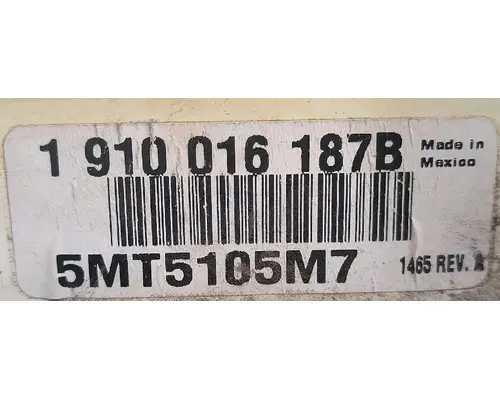 1 910 016 187B Made in Mexico
5MT5105M7 1465 REV. A